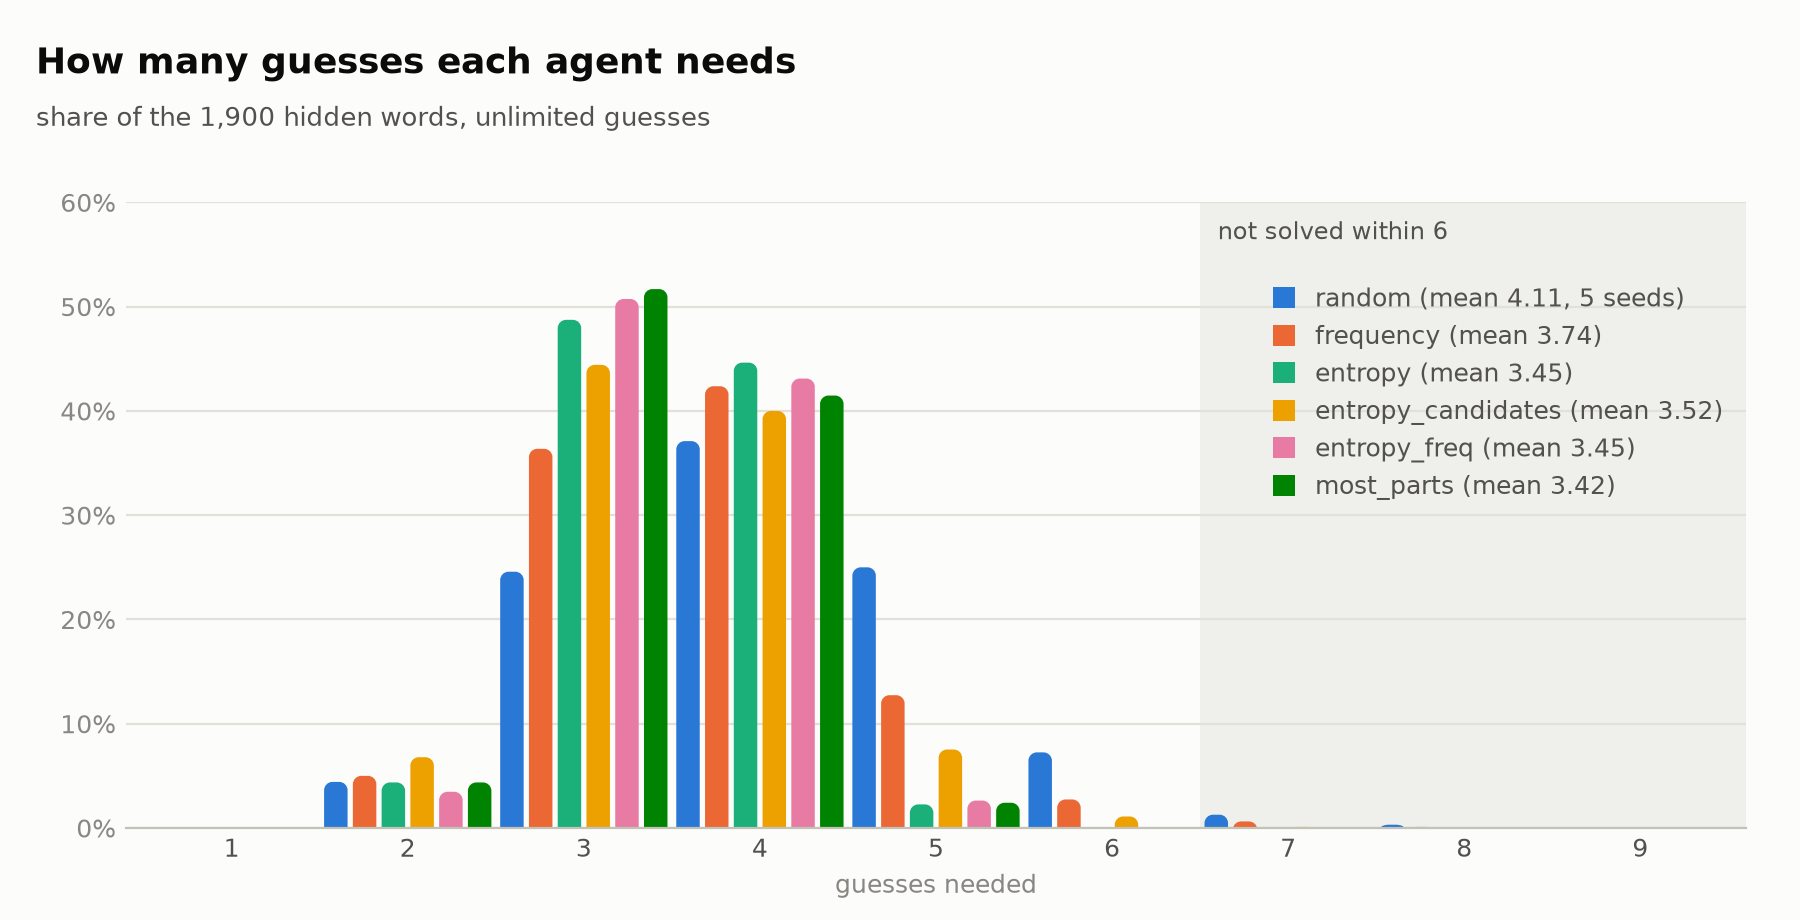 How many guesses each agent needs
share of the 1,900 hidden words, unlimited guesses
60%
50%
40%
30%
20%
10%
0%
not solved within 6
random (mean 4.11, 5 seeds)
frequency (mean 3.74)
entropy (mean 3.45)
entropy_candidates (mean 3.52)
entropy_freq (mean 3.45)
most_parts (mean 3.42)
1 2 3 4 5 6 7 8 9
guesses needed